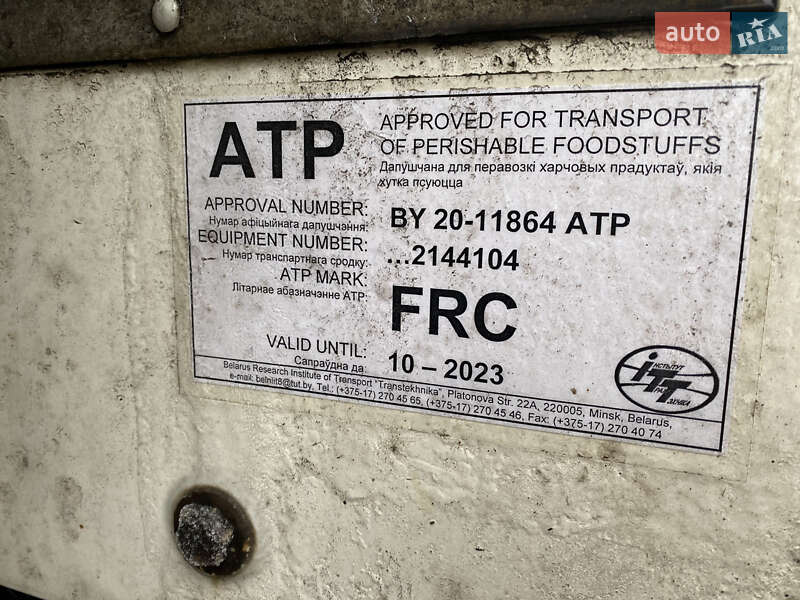 auto RIA
ATP
APPROVED FOR TRANSPORT
OF PERISHABLE FOODSTUFFS
Дапушчана для перавозкі харчовых прадуктаў, якія
хутка псуюцца
APPROVAL NUMBER: BY 20-11864 ATP
Нумар афіцыйнага дапушчэння:
EQUIPMENT NUMBER: ...2144104
Нумар транспартнага сродку:
ATP MARK: FRC
Літарнае абазначэнне ATP:
VALID UNTIL: 10 – 2023
Сапраўдна да:
Belarus Research Institute of Transport "Transtekhnika", Platonova Str. 22A, 220005, Minsk, Belarus,
e-mail: belniit8@tut.by, Tel.: (+375-17) 270 45 65, (+375-17) 270 45 46, Fax: (+375-17) 270 40 74